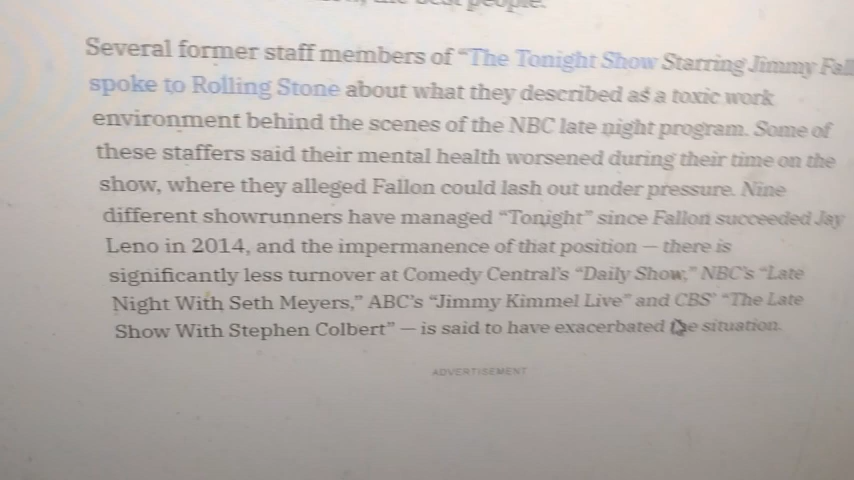 people.
Several former staff members of “The Tonight Show Starring Jimmy Fall
spoke to Rolling Stone about what they described as a toxic work
environment behind the scenes of the NBC late night program. Some of
these staffers said their mental health worsened during their time on the
show, where they alleged Fallon could lash out under pressure. Nine
different showrunners have managed “Tonight” since Fallon succeeded Jay
Leno in 2014, and the impermanence of that position — there is
significantly less turnover at Comedy Central’s “Daily Show,” NBC’s “Late
Night With Seth Meyers,” ABC’s “Jimmy Kimmel Live” and CBS’ “The Late
Show With Stephen Colbert” — is said to have exacerbated the situation.
ADVERTISEMENT